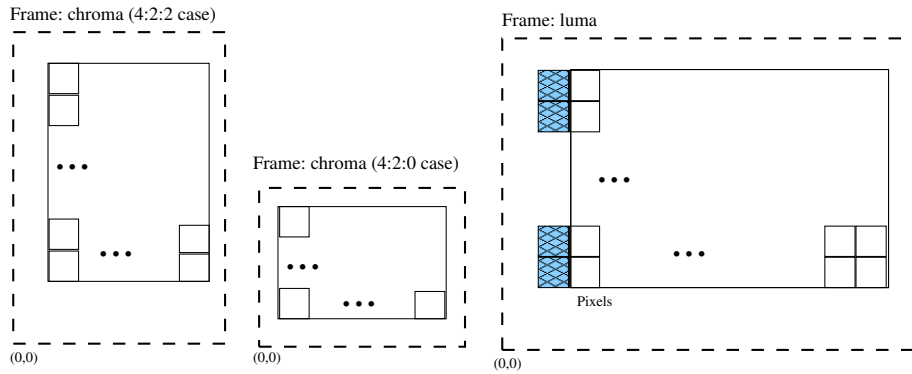 Frame: chroma (4:2:2 case)
Frame: luma
Frame: chroma (4:2:0 case)
Pixels
(0,0)
(0,0)
(0,0)